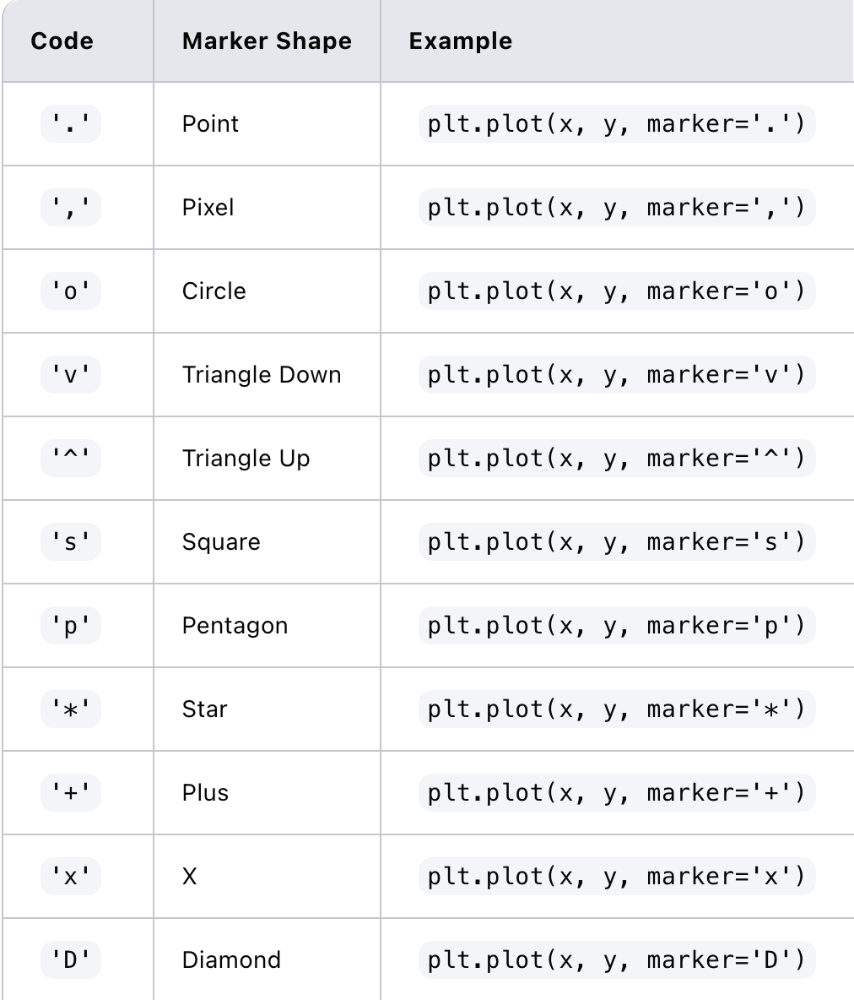 Code Marker Shape Example
'.' Point plt.plot(x, y, marker='.')
',' Pixel plt.plot(x, y, marker=',')
'o' Circle plt.plot(x, y, marker='o')
'v' Triangle Down plt.plot(x, y, marker='v')
'^' Triangle Up plt.plot(x, y, marker='^')
's' Square plt.plot(x, y, marker='s')
'p' Pentagon plt.plot(x, y, marker='p')
'*' Star plt.plot(x, y, marker='*')
'+' Plus plt.plot(x, y, marker='+')
'x' X plt.plot(x, y, marker='x')
'D' Diamond plt.plot(x, y, marker='D')